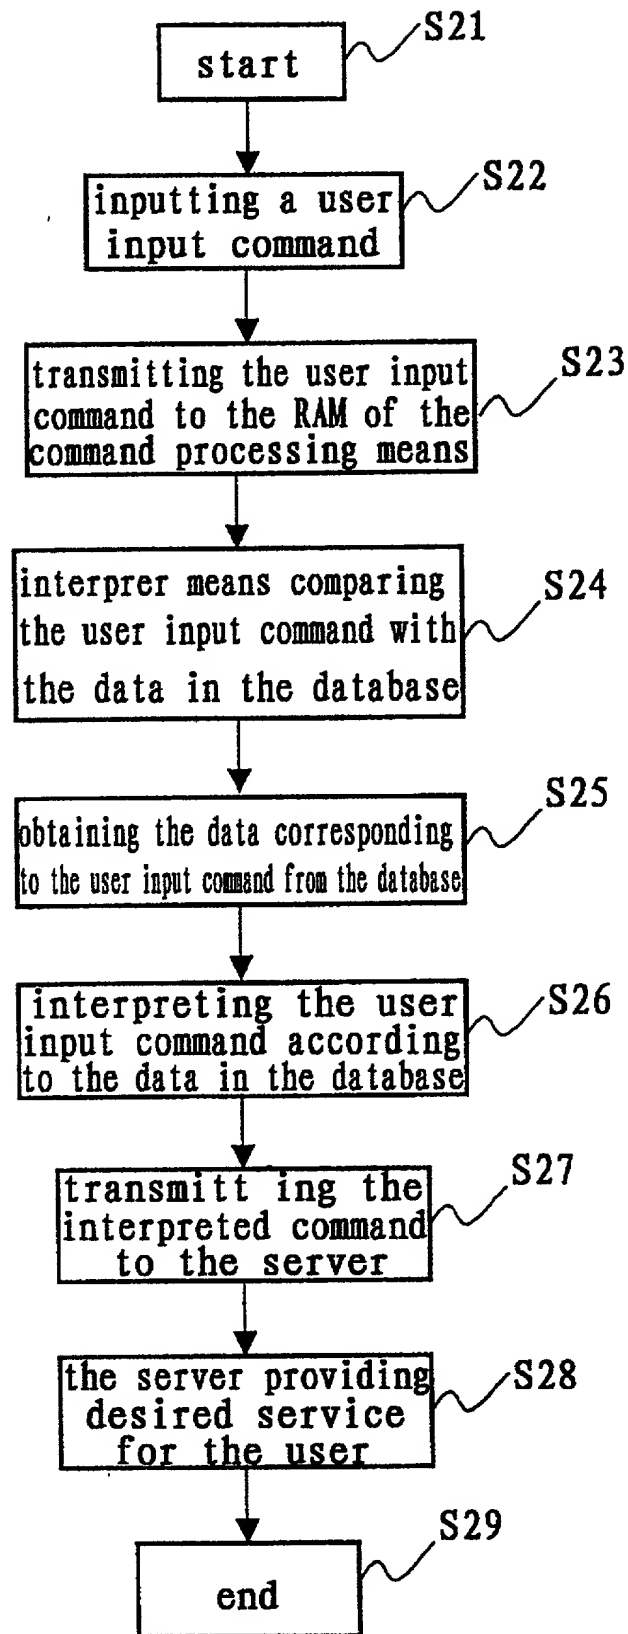 start
S21
inputting a user
input command
S22
transmitting the user input
command to the RAM of the
command processing means
S23
interprer means comparing
the user input command with
the data in the database
S24
obtaining the data corresponding
to the user input command from the database
S25
interpreting the user
input command according
to the data in the database
S26
transmitt ing the
interpreted command
to the server
S27
the server providing
desired service
for the user
S28
end
S29